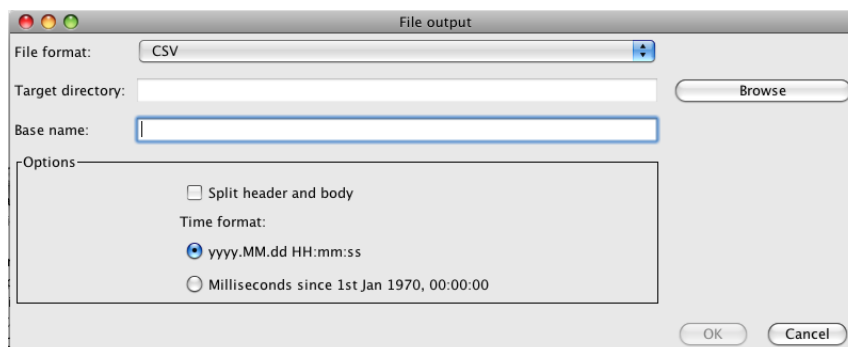 File output
File format: CSV
Target directory: Browse
Base name:
Options
Split header and body
Time format:
yyyy.MM.dd HH:mm:ss
Milliseconds since 1st Jan 1970, 00:00:00
OK Cancel